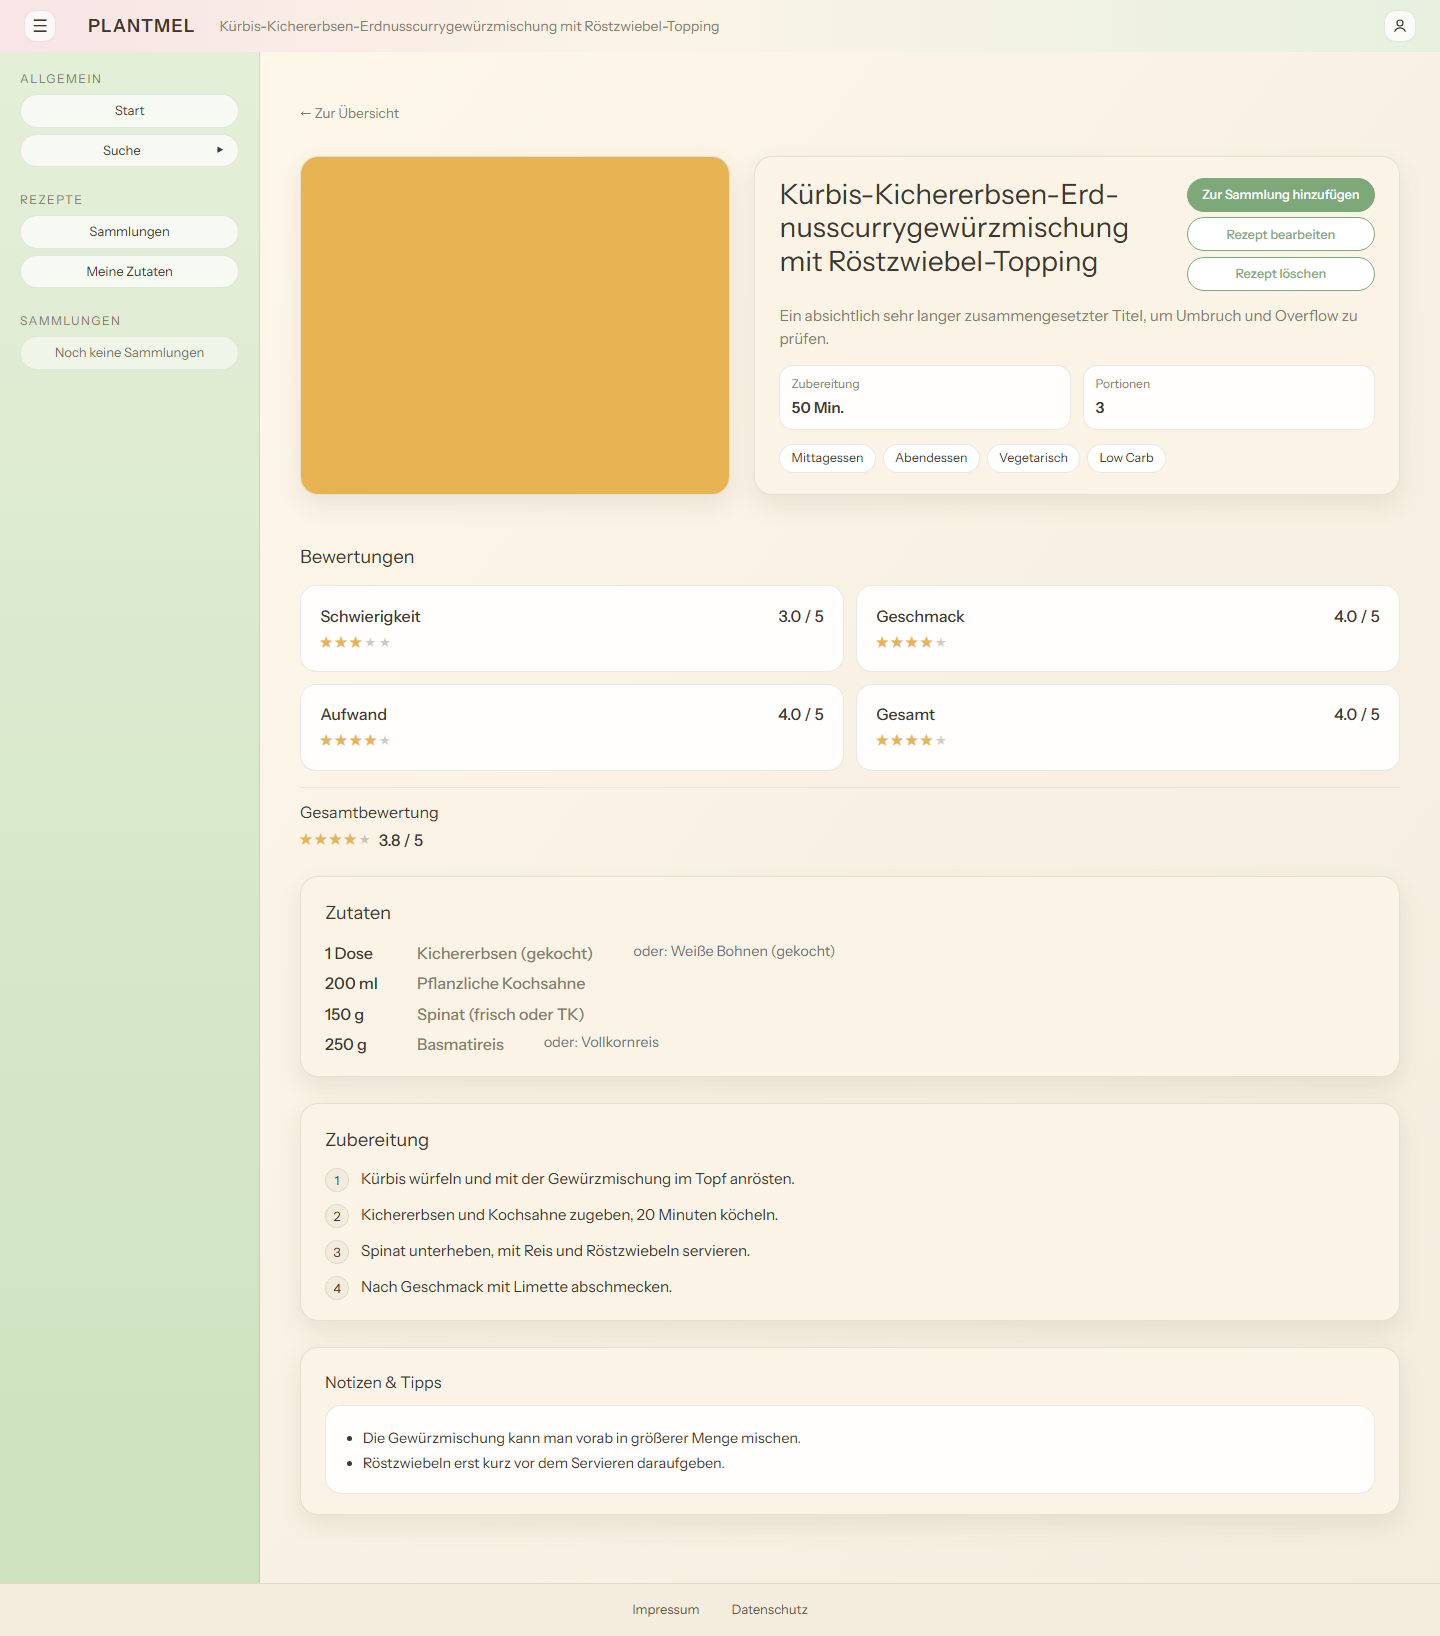 PLANTMEL Kürbis-Kichererbsen-Erdnusscurrygewürzmischung mit Röstzwiebel-Topping
ALLGEMEIN
Start
Suche
REZEPTE
Sammlungen
Meine Zutaten
SAMMLUNGEN
Noch keine Sammlungen
← Zur Übersicht
Kürbis-Kichererbsen-Erd-
nusscurrygewürzmischung
mit Röstzwiebel-Topping
Zur Sammlung hinzufügen
Rezept bearbeiten
Rezept löschen
Ein absichtlich sehr langer zusammengesetzter Titel, um Umbruch und Overflow zu
prüfen.
Zubereitung
50 Min.
Portionen
3
Mittagessen Abendessen Vegetarisch Low Carb
Bewertungen
Schwierigkeit 3.0 / 5
★★★★★
Geschmack 4.0 / 5
★★★★★
Aufwand 4.0 / 5
★★★★★
Gesamt 4.0 / 5
★★★★★
Gesamtbewertung
★★★★★ 3.8 / 5
Zutaten
1 Dose Kichererbsen (gekocht) oder: Weiße Bohnen (gekocht)
200 ml Pflanzliche Kochsahne
150 g Spinat (frisch oder TK)
250 g Basmatireis oder: Vollkornreis
Zubereitung
1 Kürbis würfeln und mit der Gewürzmischung im Topf anrösten.
2 Kichererbsen und Kochsahne zugeben, 20 Minuten köcheln.
3 Spinat unterheben, mit Reis und Röstzwiebeln servieren.
4 Nach Geschmack mit Limette abschmecken.
Notizen & Tipps
• Die Gewürzmischung kann man vorab in größerer Menge mischen.
• Röstzwiebeln erst kurz vor dem Servieren daraufgeben.
Impressum Datenschutz